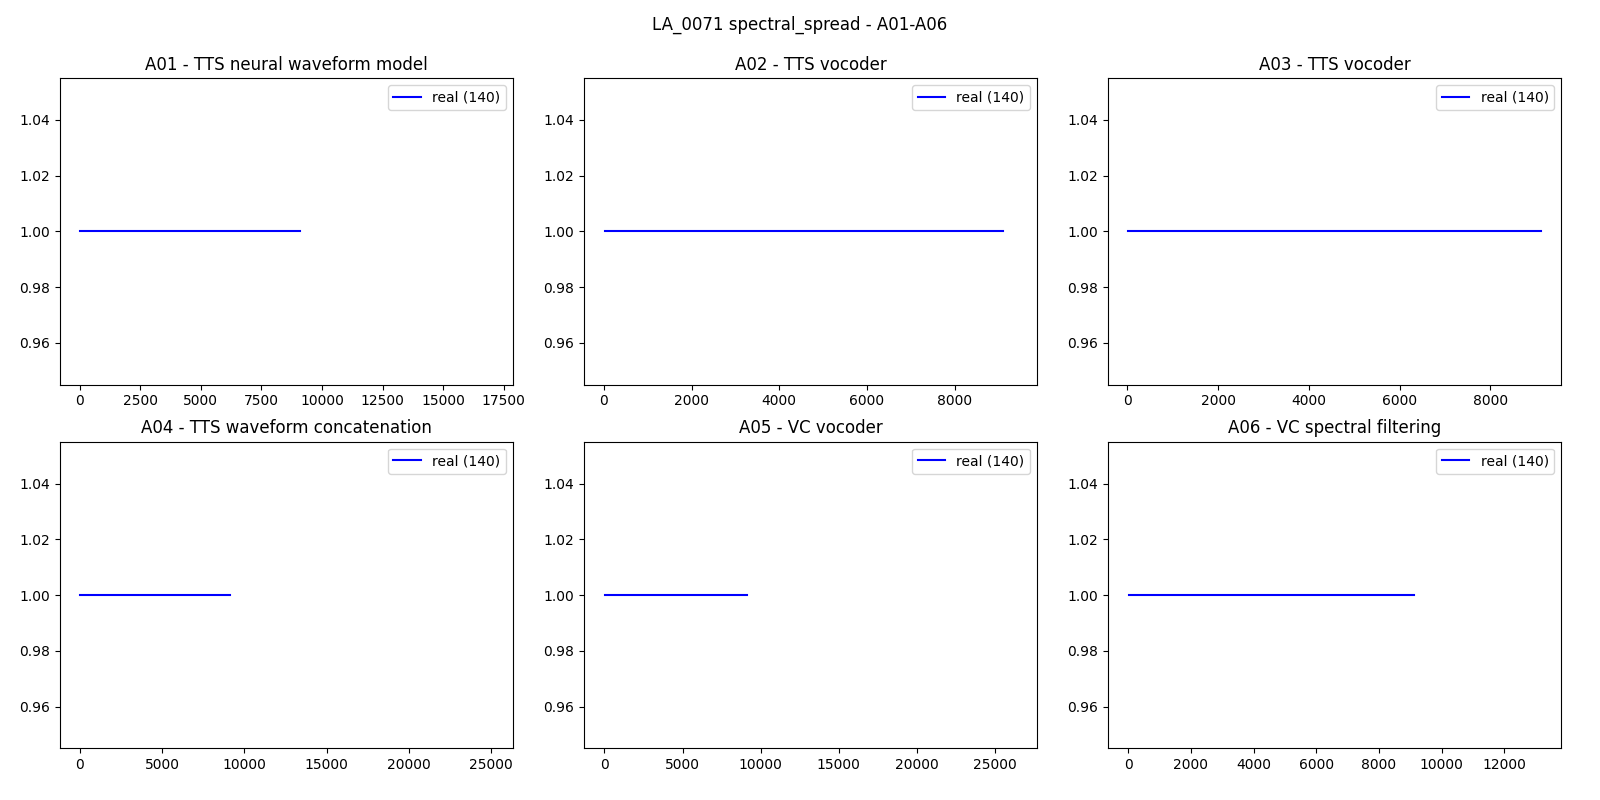 LA_0071 spectral_spread - A01-A06
A01 - TTS neural waveform model
A02 - TTS vocoder
A03 - TTS vocoder
real (140)
real (140)
real (140)
1.04
1.02
1.00
0.98
0.96
1.04
1.02
1.00
0.98
0.96
1.04
1.02
1.00
0.98
0.96
0 2500 5000 7500 10000 12500 15000 17500
0 2000 4000 6000 8000
0 2000 4000 6000 8000
A04 - TTS waveform concatenation
A05 - VC vocoder
A06 - VC spectral filtering
real (140)
real (140)
real (140)
1.04
1.02
1.00
0.98
0.96
1.04
1.02
1.00
0.98
0.96
1.04
1.02
1.00
0.98
0.96
0 5000 10000 15000 20000 25000
0 5000 10000 15000 20000 25000
0 2000 4000 6000 8000 10000 12000